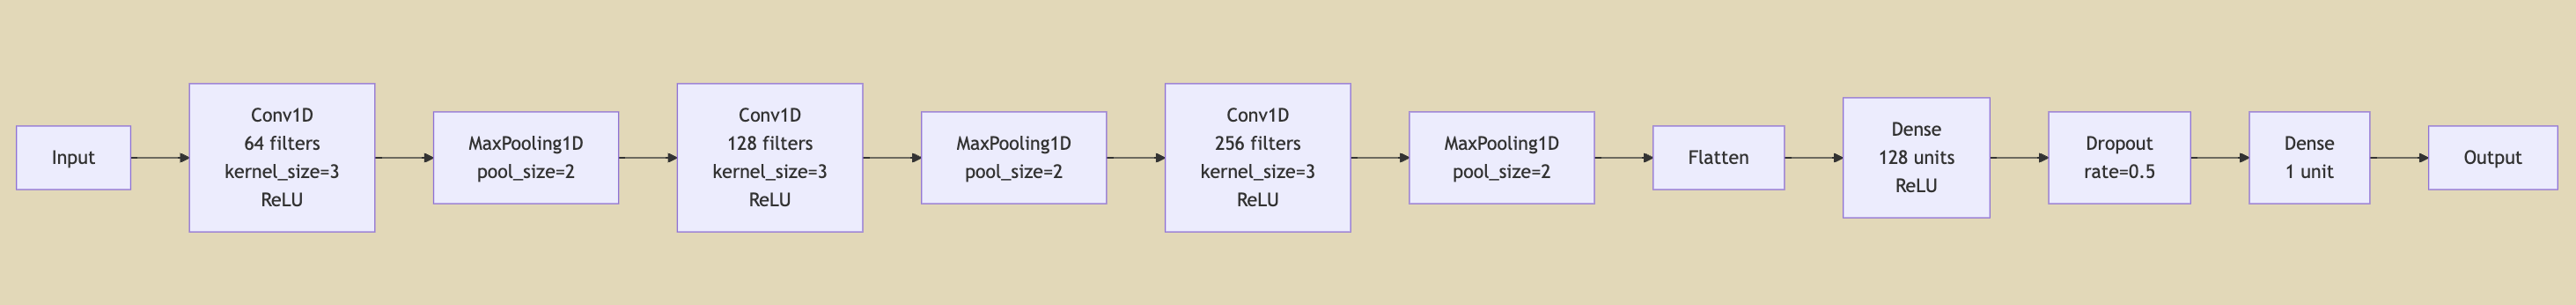 Input
Conv1D
64 filters
kernel_size=3
ReLU
MaxPooling1D
pool_size=2
Conv1D
128 filters
kernel_size=3
ReLU
MaxPooling1D
pool_size=2
Conv1D
256 filters
kernel_size=3
ReLU
MaxPooling1D
pool_size=2
Flatten
Dense
128 units
ReLU
Dropout
rate=0.5
Dense
1 unit
Output